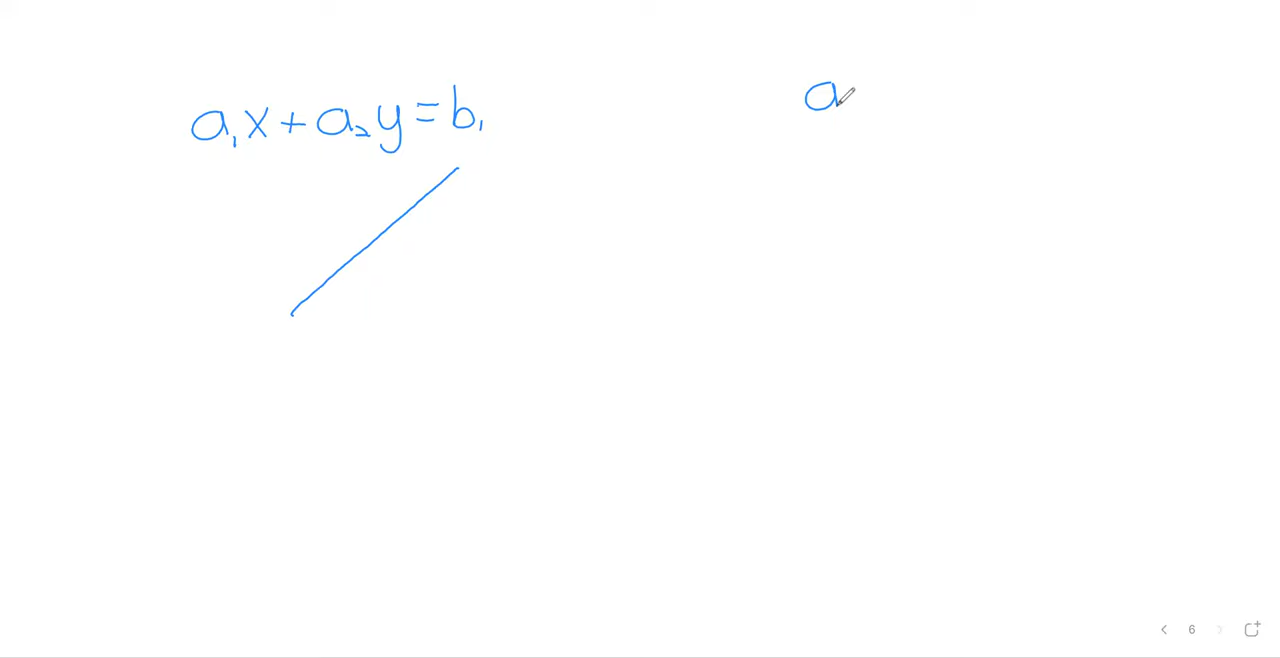 a₁x + a₂y = b₁
a
6